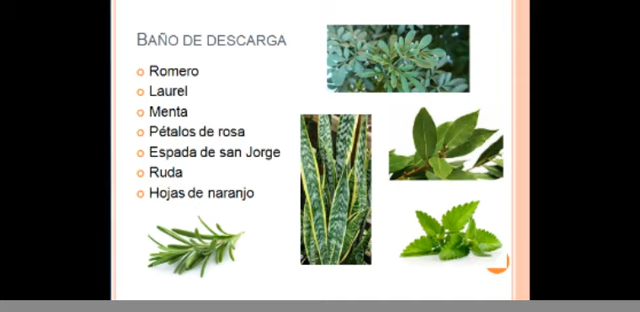 BAÑO DE DESCARGA
Romero
Laurel
Menta
Pétalos de rosa
Espada de san Jorge
Ruda
Hojas de naranjo